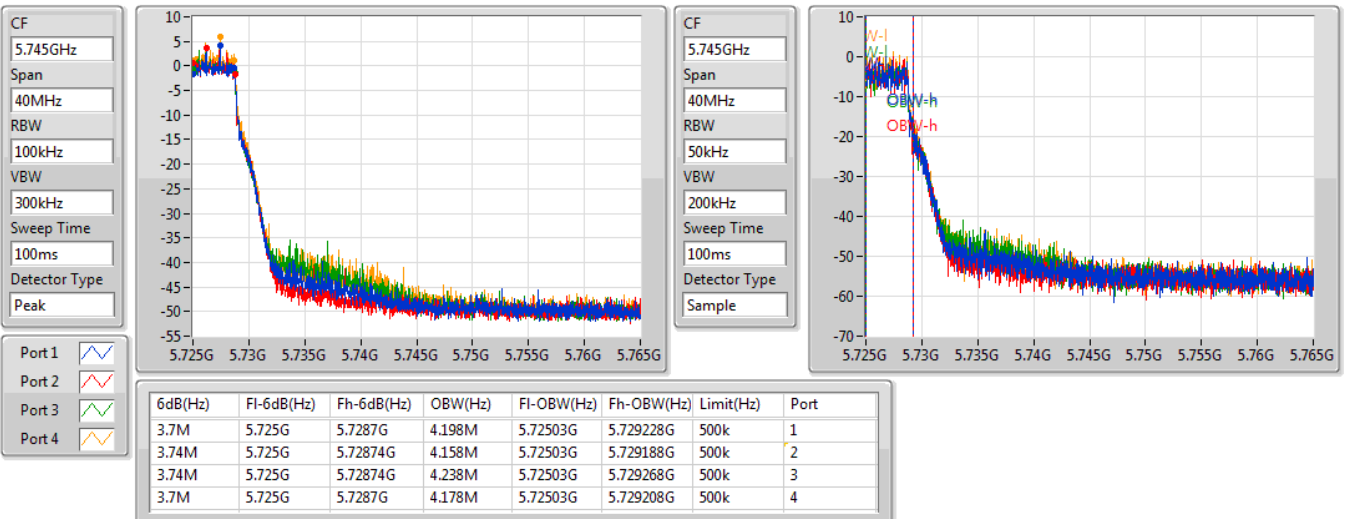 CF
5.745GHz
Span
40MHz
RBW
100kHz
VBW
300kHz
Sweep Time
100ms
Detector Type
Peak
10
5
0
-5
-10
-15
-20
-25
-30
-35
-40
-45
-50
-55
5.725G 5.73G 5.735G 5.74G 5.745G 5.75G 5.755G 5.76G 5.765G
CF
5.745GHz
Span
40MHz
RBW
50kHz
VBW
200kHz
Sweep Time
100ms
Detector Type
Sample
10
0
-10
-20
-30
-40
-50
-60
-70
W-l
W-l
OBW-h
OBW-h
5.725G 5.73G 5.735G 5.74G 5.745G 5.75G 5.755G 5.76G 5.765G
Port 1
Port 2
Port 3
Port 4
6dB(Hz) Fl-6dB(Hz) Fh-6dB(Hz) OBW(Hz) Fl-OBW(Hz) Fh-OBW(Hz) Limit(Hz) Port
3.7M 5.725G 5.7287G 4.198M 5.72503G 5.729228G 500k 1
3.74M 5.725G 5.72874G 4.158M 5.72503G 5.729188G 500k 2
3.74M 5.725G 5.72874G 4.238M 5.72503G 5.729268G 500k 3
3.7M 5.725G 5.7287G 4.178M 5.72503G 5.729208G 500k 4